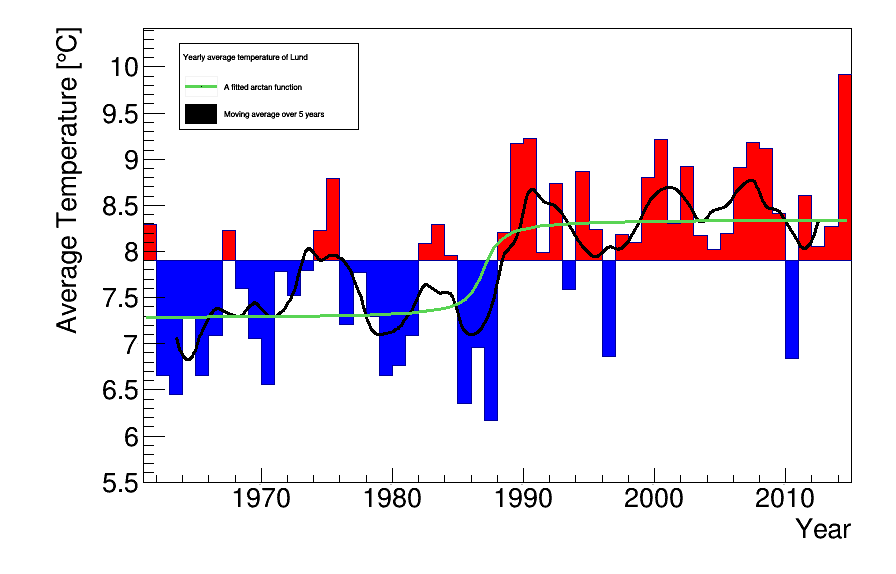 Average Temperature [°C]
10
9.5
9
8.5
8
7.5
7
6.5
6
5.5
Yearly average temperature of Lund
A fitted arctan function
Moving average over 5 years
1970 1980 1990 2000 2010
Year